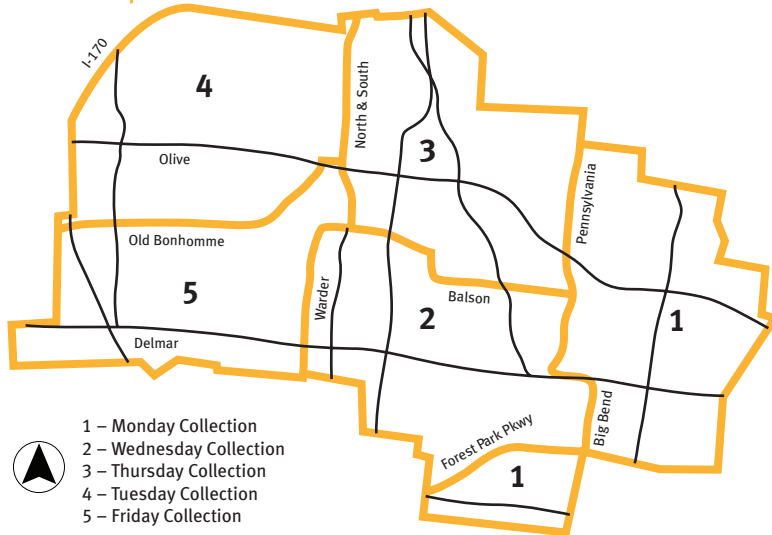 I-170
4
North & South
3
Olive
Pennsylvania
Old Bonhomme
5
Warder
Balson
2
1
Delmar
Big Bend
Forest Park Pkwy
1
1 – Monday Collection
2 – Wednesday Collection
3 – Thursday Collection
4 – Tuesday Collection
5 – Friday Collection